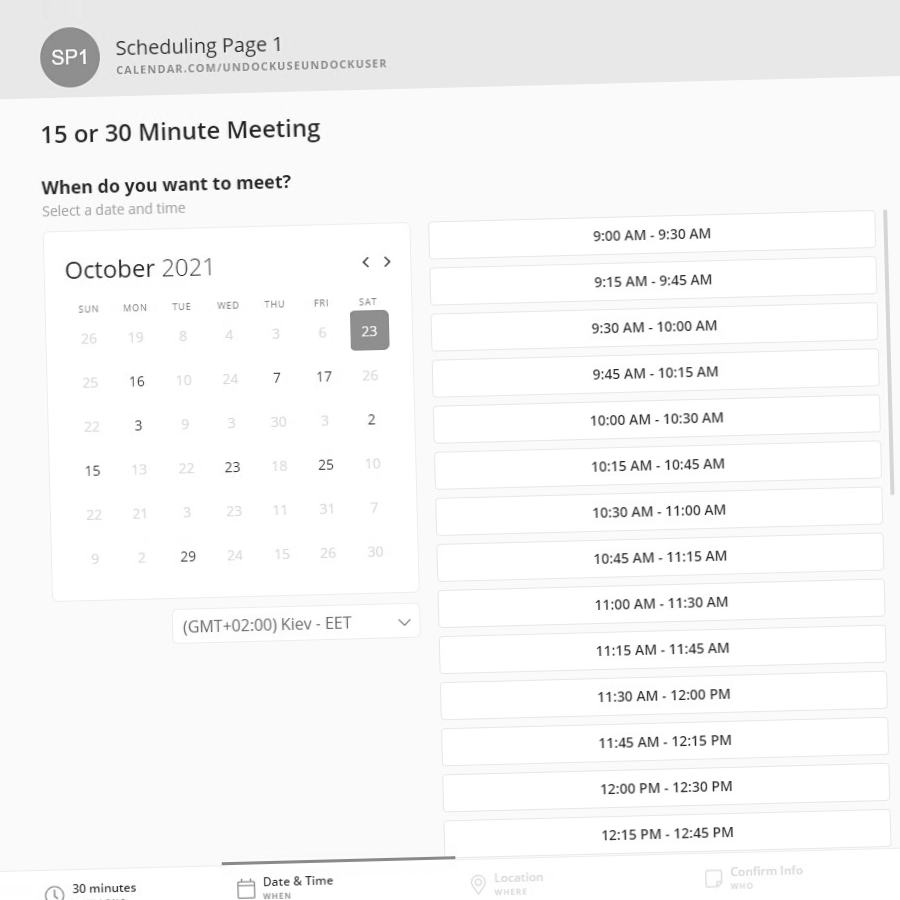 SP1
Scheduling Page 1
CALENDAR.COM/UNDOCKUSEUNDOCKUSER
15 or 30 Minute Meeting
When do you want to meet?
Select a date and time
October 2021
SUN MON TUE WED THU FRI SAT
26 19 8 4 3 6 23
25 16 10 24 7 17 26
22 3 9 3 30 3 2
15 13 22 23 18 25 10
22 21 3 23 11 31 7
9 2 29 24 15 26 30
(GMT+02:00) Kiev - EET
9:00 AM - 9:30 AM
9:15 AM - 9:45 AM
9:30 AM - 10:00 AM
9:45 AM - 10:15 AM
10:00 AM - 10:30 AM
10:15 AM - 10:45 AM
10:30 AM - 11:00 AM
10:45 AM - 11:15 AM
11:00 AM - 11:30 AM
11:15 AM - 11:45 AM
11:30 AM - 12:00 PM
11:45 AM - 12:15 PM
12:00 PM - 12:30 PM
12:15 PM - 12:45 PM
30 minutes
Date & Time
WHEN
Location
WHERE
Confirm Info
WHO